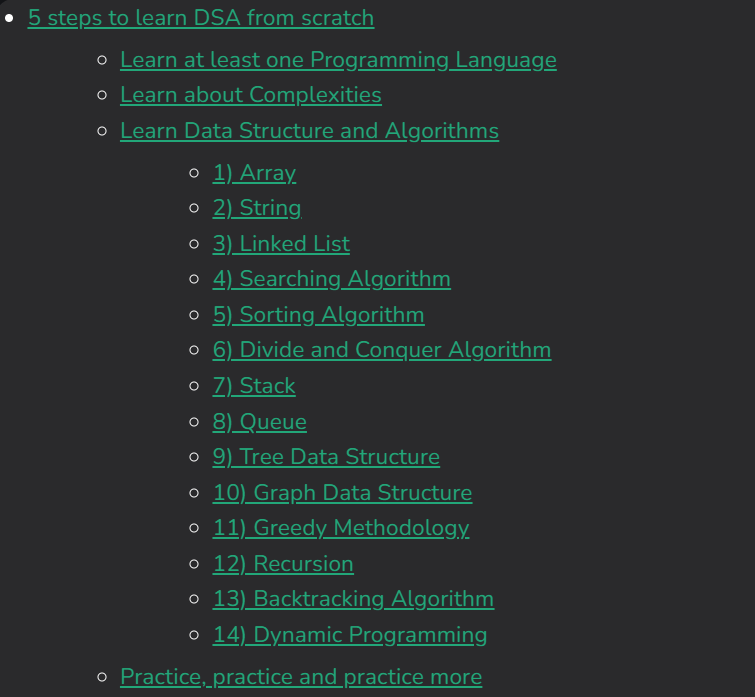 5 steps to learn DSA from scratch
Learn at least one Programming Language
Learn about Complexities
Learn Data Structure and Algorithms
1) Array
2) String
3) Linked List
4) Searching Algorithm
5) Sorting Algorithm
6) Divide and Conquer Algorithm
7) Stack
8) Queue
9) Tree Data Structure
10) Graph Data Structure
11) Greedy Methodology
12) Recursion
13) Backtracking Algorithm
14) Dynamic Programming
Practice, practice and practice more